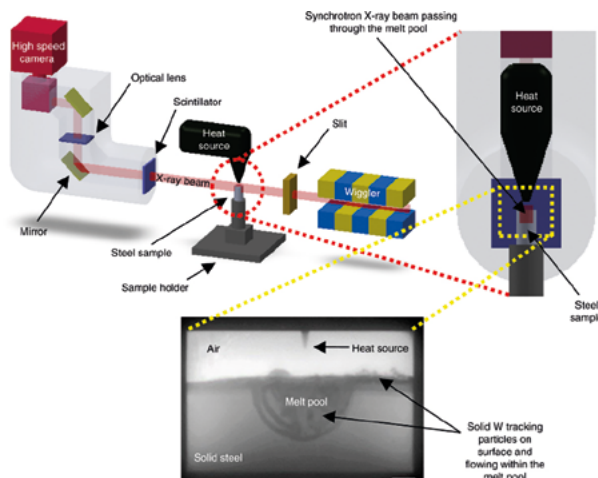 High speed
camera
Optical lens
Scintillator
Heat
source
Slit
X-ray beam
Wiggler
Mirror
Steel sample
Sample holder
Synchrotron X-ray beam passing
through the melt pool
Heat
source
Steel
sample
Air
Heat source
Melt pool
Solid steel
Solid W tracking
particles on
surface and
flowing within the
melt pool